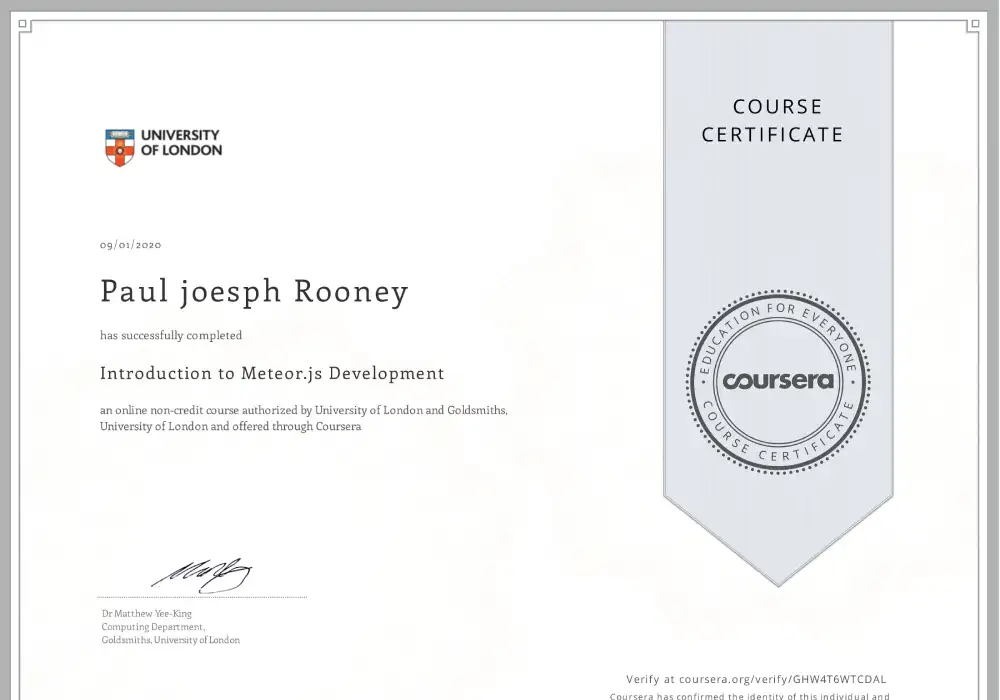 COURSE
CERTIFICATE
UNIVERSITY
OF LONDON
09/01/2020
Paul joesph Rooney
has successfully completed
Introduction to Meteor.js Development
an online non-credit course authorized by University of London and Goldsmiths,
University of London and offered through Coursera
EDUCATION FOR EVERYONE
coursera
COURSE CERTIFICATE
Dr Matthew Yee-King
Computing Department,
Goldsmiths, University of London
Verify at coursera.org/verify/GHW4T6WTCDAL
Coursera has confirmed the identity of this individual and